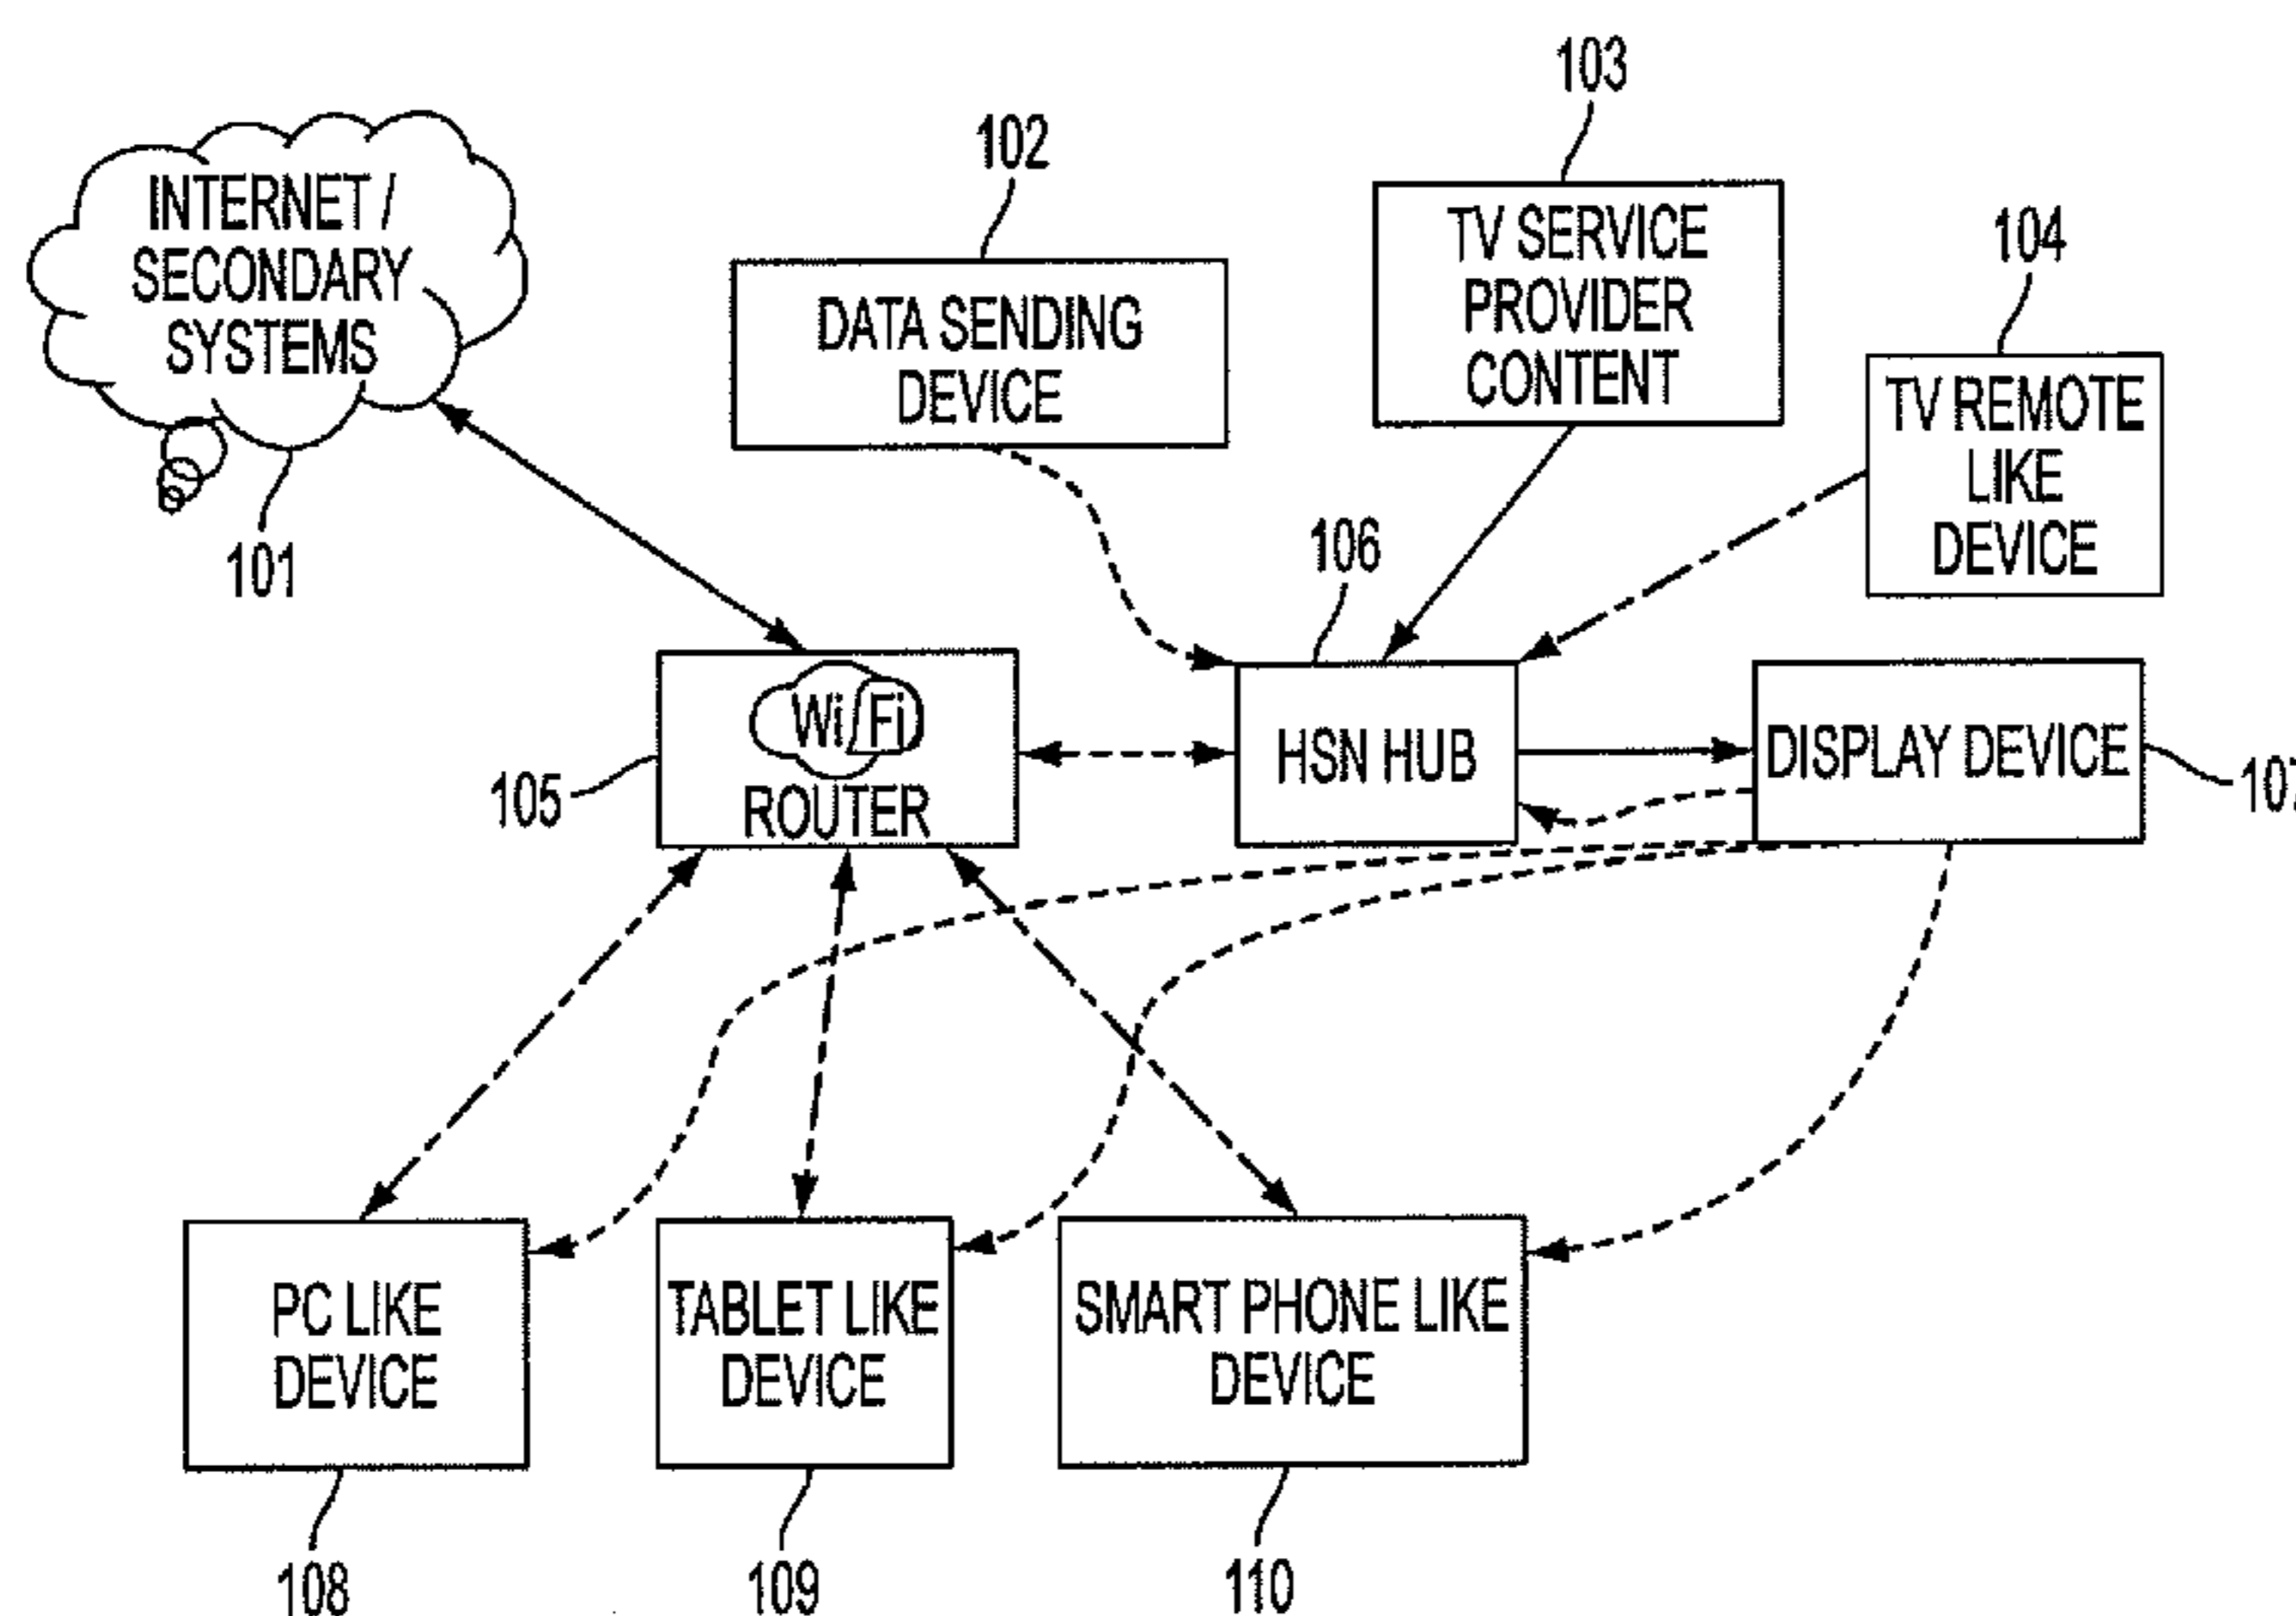 103
102
INTERNET /
SECONDARY
SYSTEMS
TV SERVICE
PROVIDER
CONTENT
104
DATA SENDING
DEVICE
TV REMOTE
LIKE
DEVICE
101
106
Wi Fi
ROUTER
105
HSN HUB
DISPLAY DEVICE
107
PC LIKE
DEVICE
TABLET LIKE
DEVICE
SMART PHONE LIKE
DEVICE
108
109
110